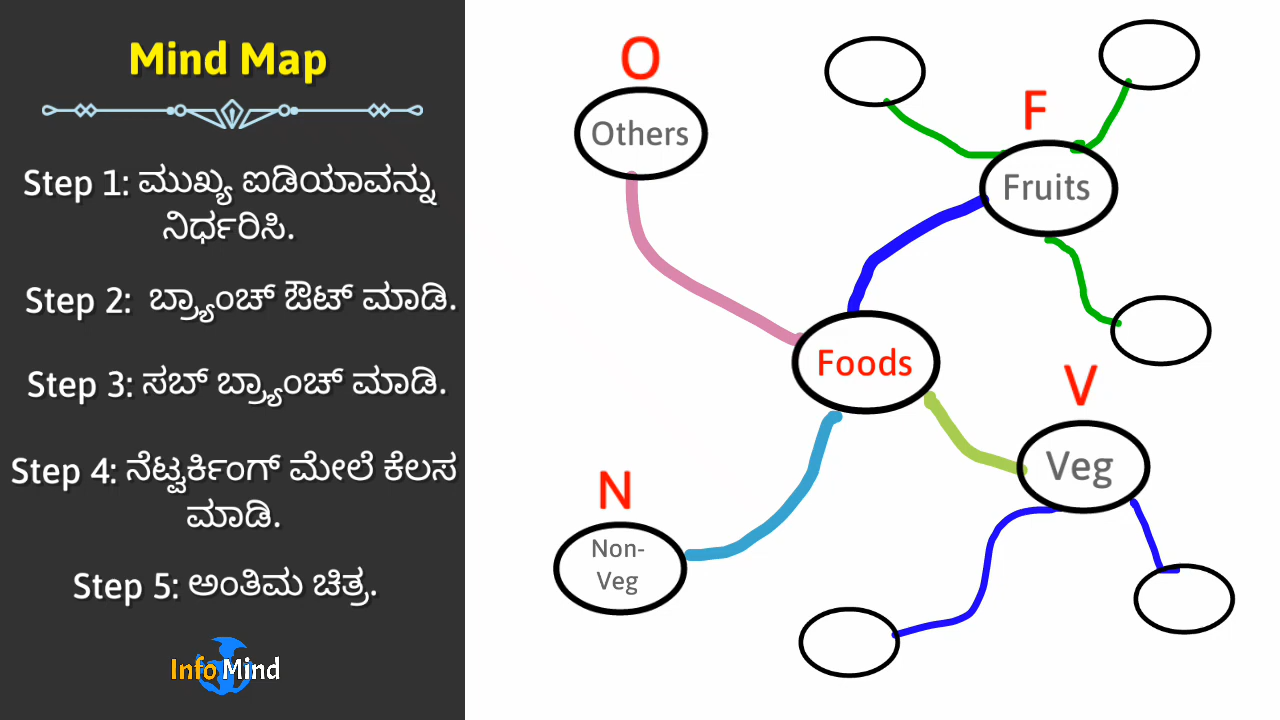 Mind Map
Step 1: ಮುಖ್ಯ ಐಡಿಯಾವನ್ನು
ನಿರ್ಧರಿಸಿ.
Step 2: ಬ್ರ್ಯಾಂಚ್ ಔಟ್ ಮಾಡಿ.
Step 3: ಸಬ್ ಬ್ರ್ಯಾಂಚ್ ಮಾಡಿ.
Step 4: ನೆಟ್ವರ್ಕಿಂಗ್ ಮೇಲೆ ಕೆಲಸ
ಮಾಡಿ.
Step 5: ಅಂತಿಮ ಚಿತ್ರ.
InfoMind
O
Others
F
Fruits
Foods
V
Veg
N
Non-
Veg